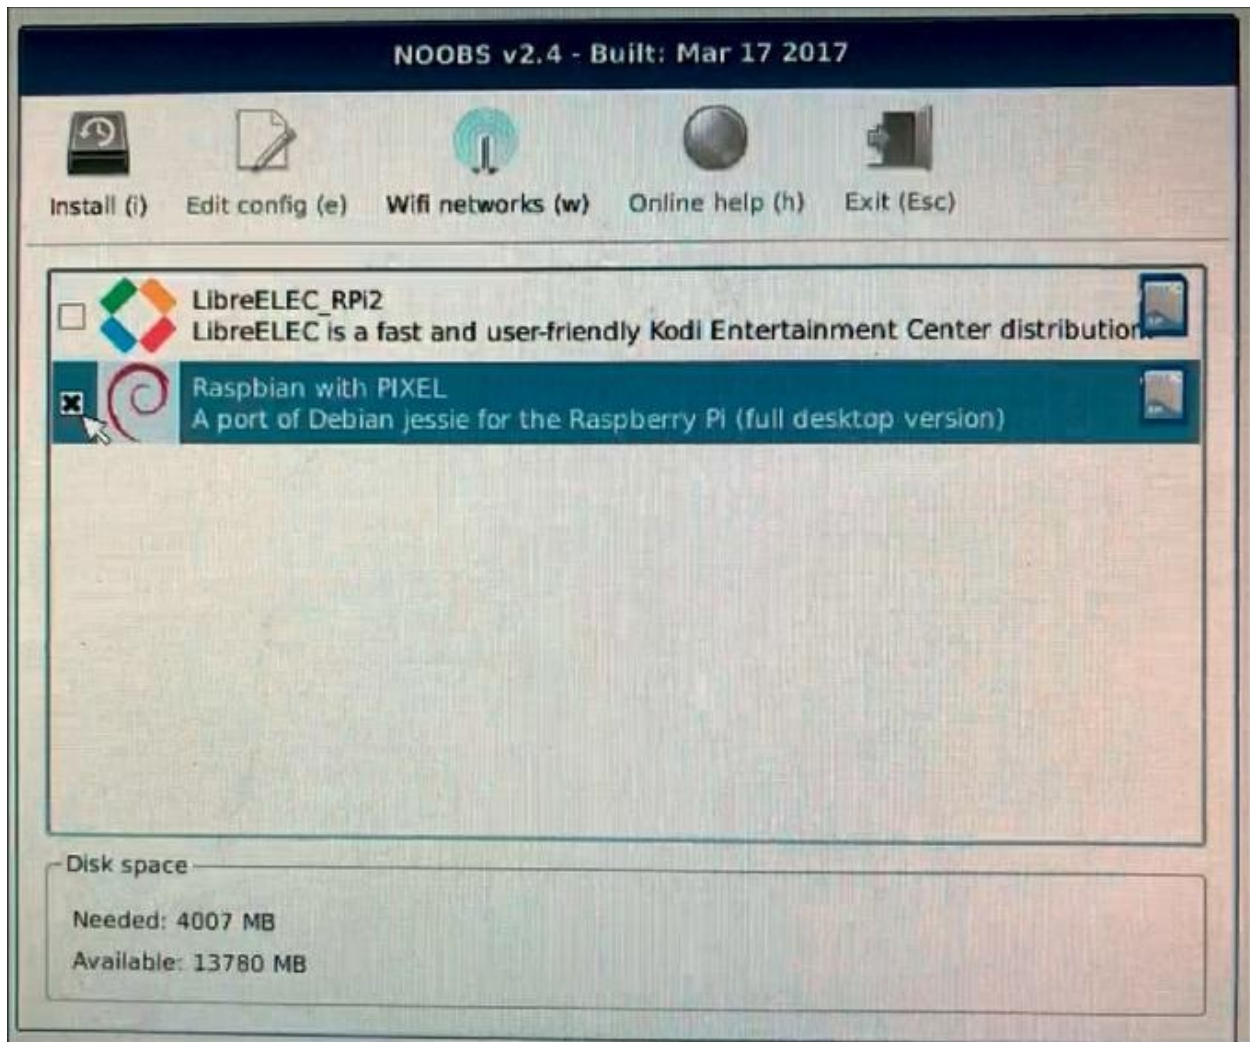 NOOBS v2.4 - Built: Mar 17 2017
Install (i) Edit config (e) Wifi networks (w) Online help (h) Exit (Esc)
LibreELEC_RPi2
LibreELEC is a fast and user-friendly Kodi Entertainment Center distribution
Raspbian with PIXEL
A port of Debian jessie for the Raspberry Pi (full desktop version)
Disk space
Needed: 4007 MB
Available: 13780 MB